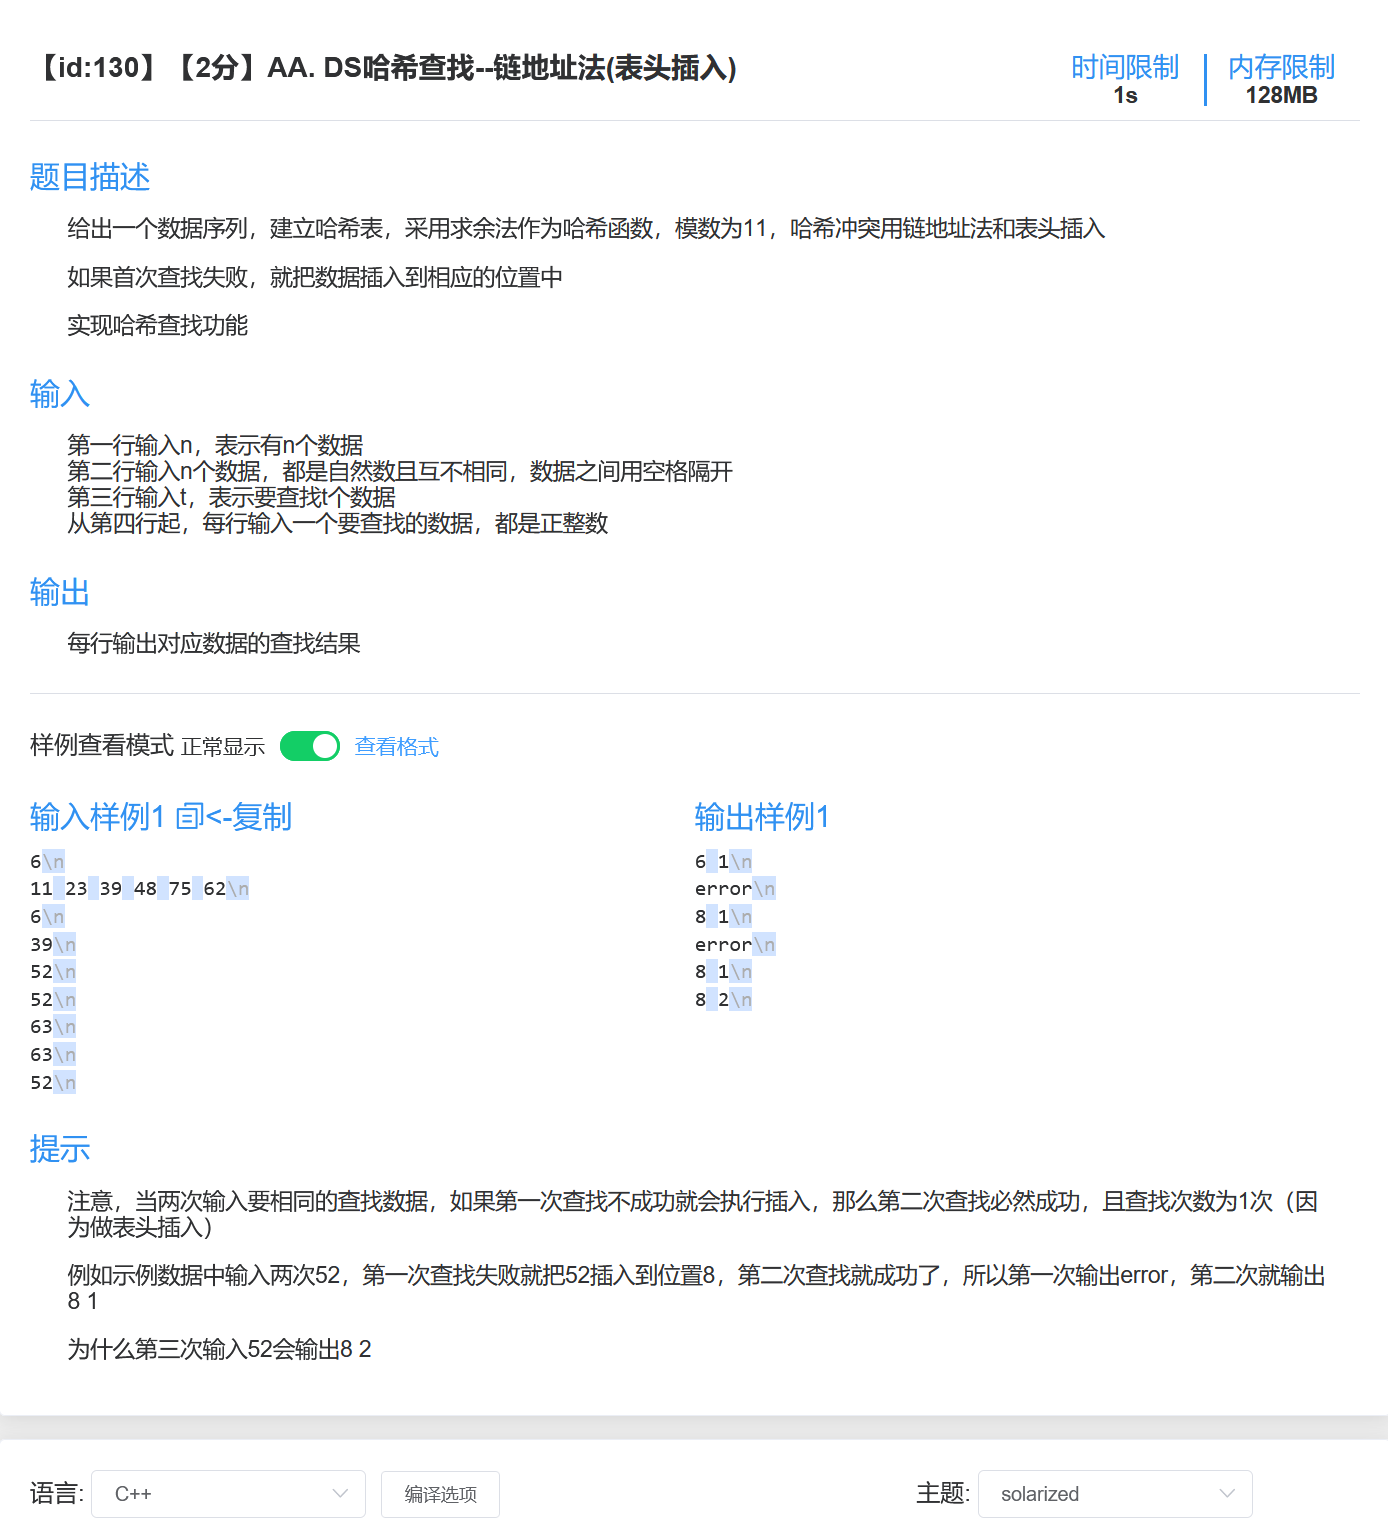 【id:130】【2分】AA. DS哈希查找--链地址法(表头插入)
时间限制
1s
内存限制
128MB
题目描述
给出一个数据序列，建立哈希表，采用求余法作为哈希函数，模数为11，哈希冲突用链地址法和表头插入
如果首次查找失败，就把数据插入到相应的位置中
实现哈希查找功能
输入
第一行输入n，表示有n个数据
第二行输入n个数据，都是自然数且互不相同，数据之间用空格隔开
第三行输入t，表示要查找t个数据
从第四行起，每行输入一个要查找的数据，都是正整数
输出
每行输出对应数据的查找结果
样例查看模式 正常显示 查看格式
输入样例1 <-复制
6\n
11 23 39 48 75 62\n
6\n
39\n
52\n
52\n
63\n
63\n
52\n
输出样例1
6 1\n
error\n
8 1\n
error\n
8 1\n
8 2\n
提示
注意，当两次输入要相同的查找数据，如果第一次查找不成功就会执行插入，那么第二次查找必然成功，且查找次数为1次（因
为做表头插入）
例如示例数据中输入两次52，第一次查找失败就把52插入到位置8，第二次查找就成功了，所以第一次输出error，第二次就输出
8 1
为什么第三次输入52会输出8 2
语言: C++ 编译选项 主题: solarized